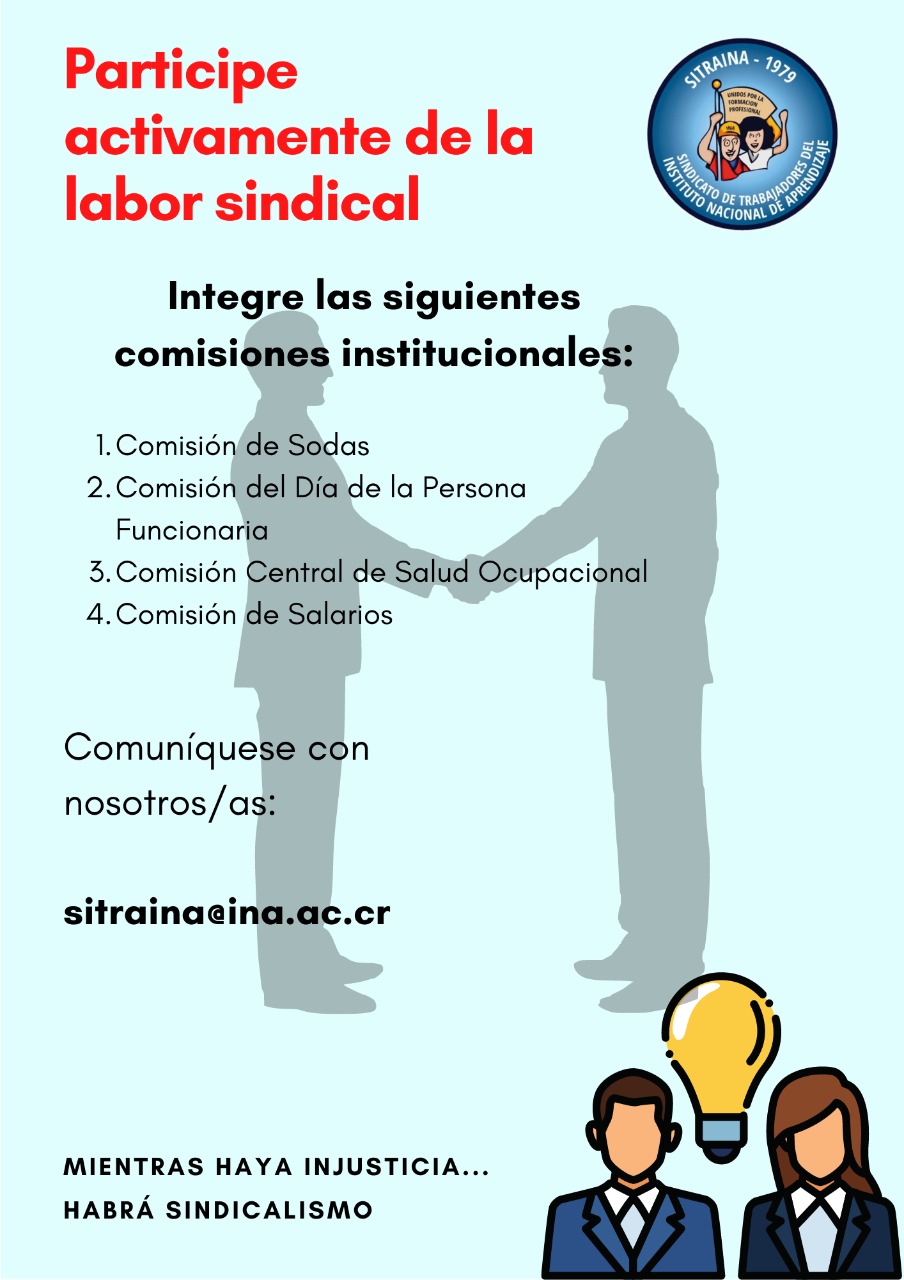 Participe
activamente de la
labor sindical
SITRAINA - 1979
UNIDOS POR LA
FORMACION
PROFESIONAL
INA
SINDICATO DE TRABAJADORES DEL
INSTITUTO NACIONAL DE APRENDIZAJE
Integre las siguientes
comisiones institucionales:
1. Comisión de Sodas
2. Comisión del Día de la Persona
Funcionaria
3. Comisión Central de Salud Ocupacional
4. Comisión de Salarios
Comuníquese con
nosotros/as:
sitraina@ina.ac.cr
MIENTRAS HAYA INJUSTICIA...
HABRÁ SINDICALISMO